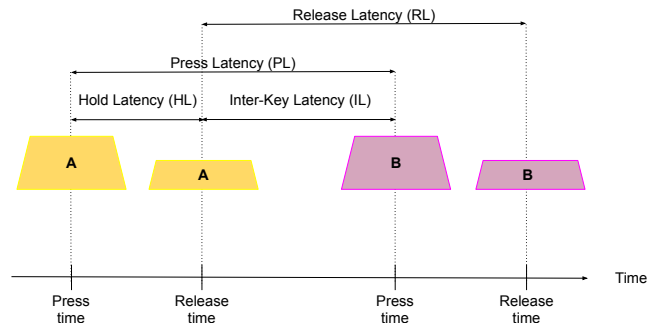 Release Latency (RL)
Press Latency (PL)
Hold Latency (HL)
Inter-Key Latency (IL)
A
A
B
B
Time
Press
time
Release
time
Press
time
Release
time